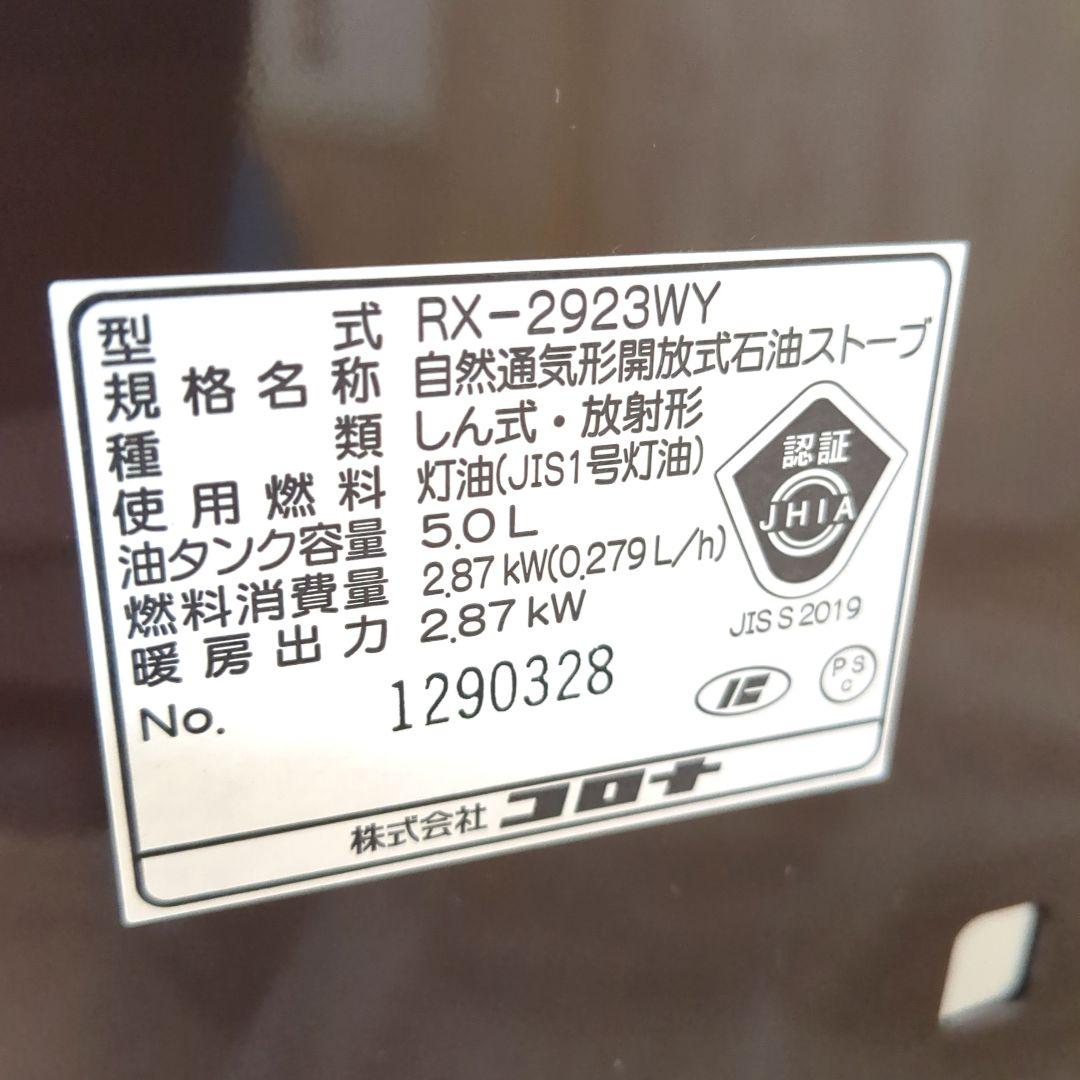 型式 RX-2923WY
規格名称 自然通気形開放式石油ストーブ
種類 しん式・放射形
使用燃料 灯油(JIS1号灯油)
油タンク容量 5.0L
燃料消費量 2.87kW(0.279L/h)
暖房出力 2.87kW
No. 1290328
認証
JHIA
JIS S 2019
PS
C
株式会社コロナ